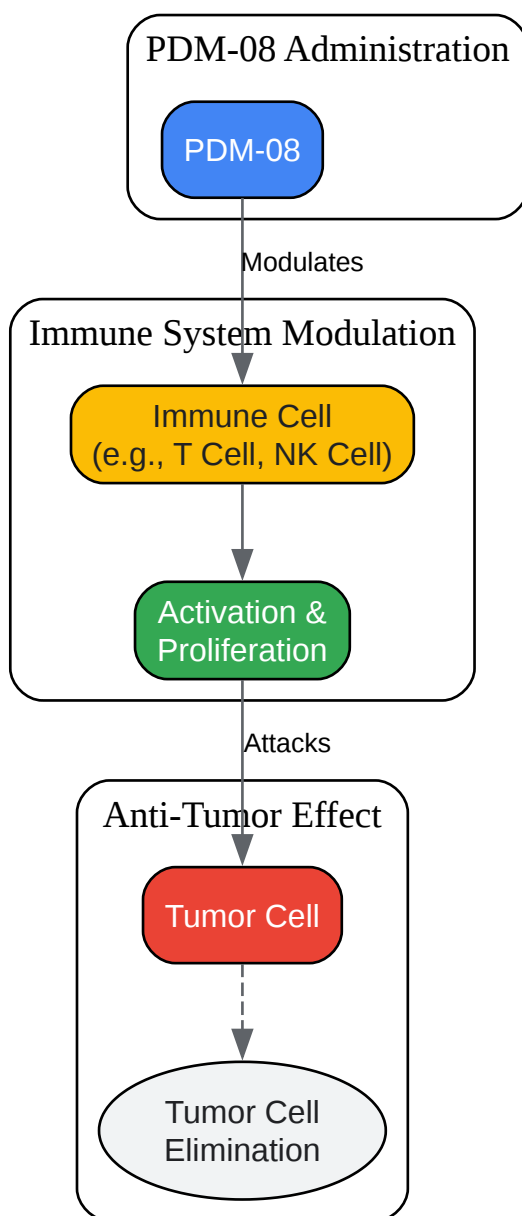 PDM-08 Administration
PDM-08
Modulates
Immune System Modulation
Immune Cell
(e.g., T Cell, NK Cell)
Activation &
Proliferation
Attacks
Anti-Tumor Effect
Tumor Cell
Tumor Cell
Elimination